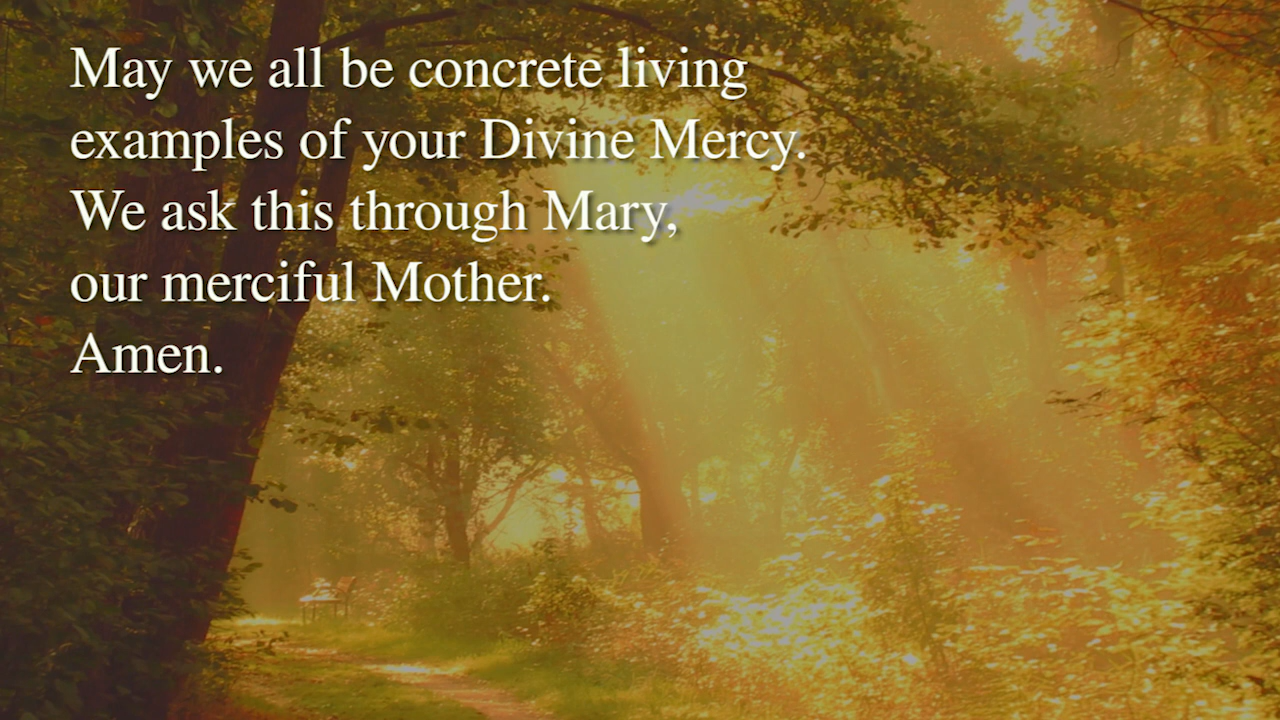 May we all be concrete living
examples of your Divine Mercy.
We ask this through Mary,
our merciful Mother.
Amen.